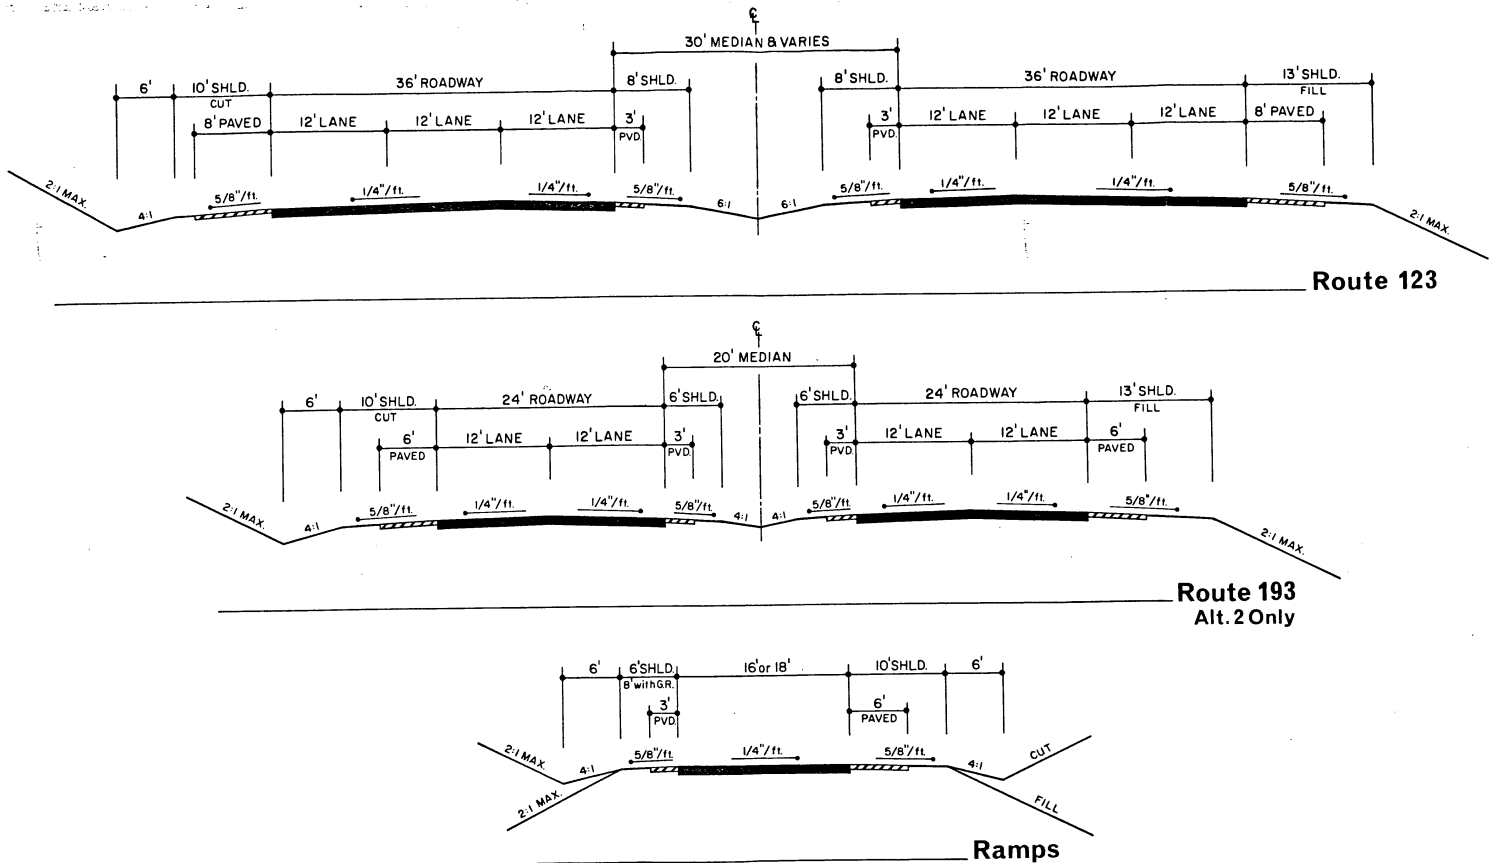 ℄
30' MEDIAN & VARIES
6' 10' SHLD. 36' ROADWAY 8' SHLD. 8' SHLD. 36' ROADWAY 13' SHLD.
CUT FILL
8' PAVED 12' LANE 12' LANE 12' LANE 3' 3' 12' LANE 12' LANE 12' LANE 8' PAVED
PVD. PVD.
2:1 MAX. 4:1 5/8"/ft. 1/4"/ft. 1/4"/ft. 5/8"/ft. 6:1 6:1 5/8"/ft. 1/4"/ft. 1/4"/ft. 5/8"/ft. 2:1 MAX.
Route 123
℄
20' MEDIAN
6' 10' SHLD. 24' ROADWAY 6' SHLD. 6' SHLD. 24' ROADWAY 13' SHLD.
CUT FILL
6' 12' LANE 12' LANE 3' 3' 12' LANE 12' LANE 6'
PAVED PVD. PVD. PAVED
2:1 MAX. 4:1 5/8"/ft. 1/4"/ft. 1/4"/ft. 5/8"/ft. 4:1 4:1 5/8"/ft. 1/4"/ft. 1/4"/ft. 5/8"/ft. 2:1 MAX.
Route 193
Alt. 2 Only
6' 6' SHLD. 16' or 18' 10' SHLD. 6'
8' with G.R.
3' 6'
PVD. PAVED
2:1 MAX. 4:1 5/8"/ft. 1/4"/ft. 5/8"/ft. 4:1 CUT
2:1 MAX. FILL
Ramps